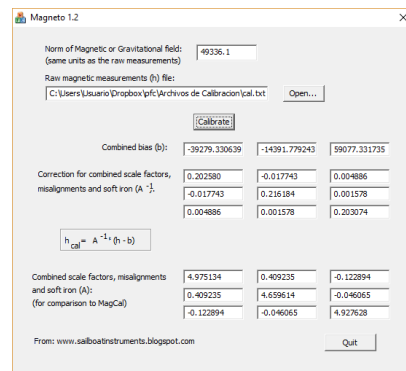 Magneto 1.2
Norm of Magnetic or Gravitational field: 49336.1
(same units as the raw measurements)
Raw magnetic measurements (h) file:
C:\Users\Usuario\Dropbox\pfc\Archivos de Calibracion\cal.txt Open...
Calibrate
Combined bias (b): -39279.330639 -14391.779243 59077.331735
Correction for combined scale factors, 0.202580 -0.017743 0.004886
misalignments and soft iron (A -1): -0.017743 0.216184 0.001578
0.004886 0.001578 0.203074
h cal = A -1 * (h - b)
Combined scale factors, misalignments 4.975134 0.409235 -0.122894
and soft iron (A): 0.409235 4.659614 -0.046065
(for comparison to MagCal) -0.122894 -0.046065 4.927628
From: www.sailboatinstruments.blogspot.com Quit